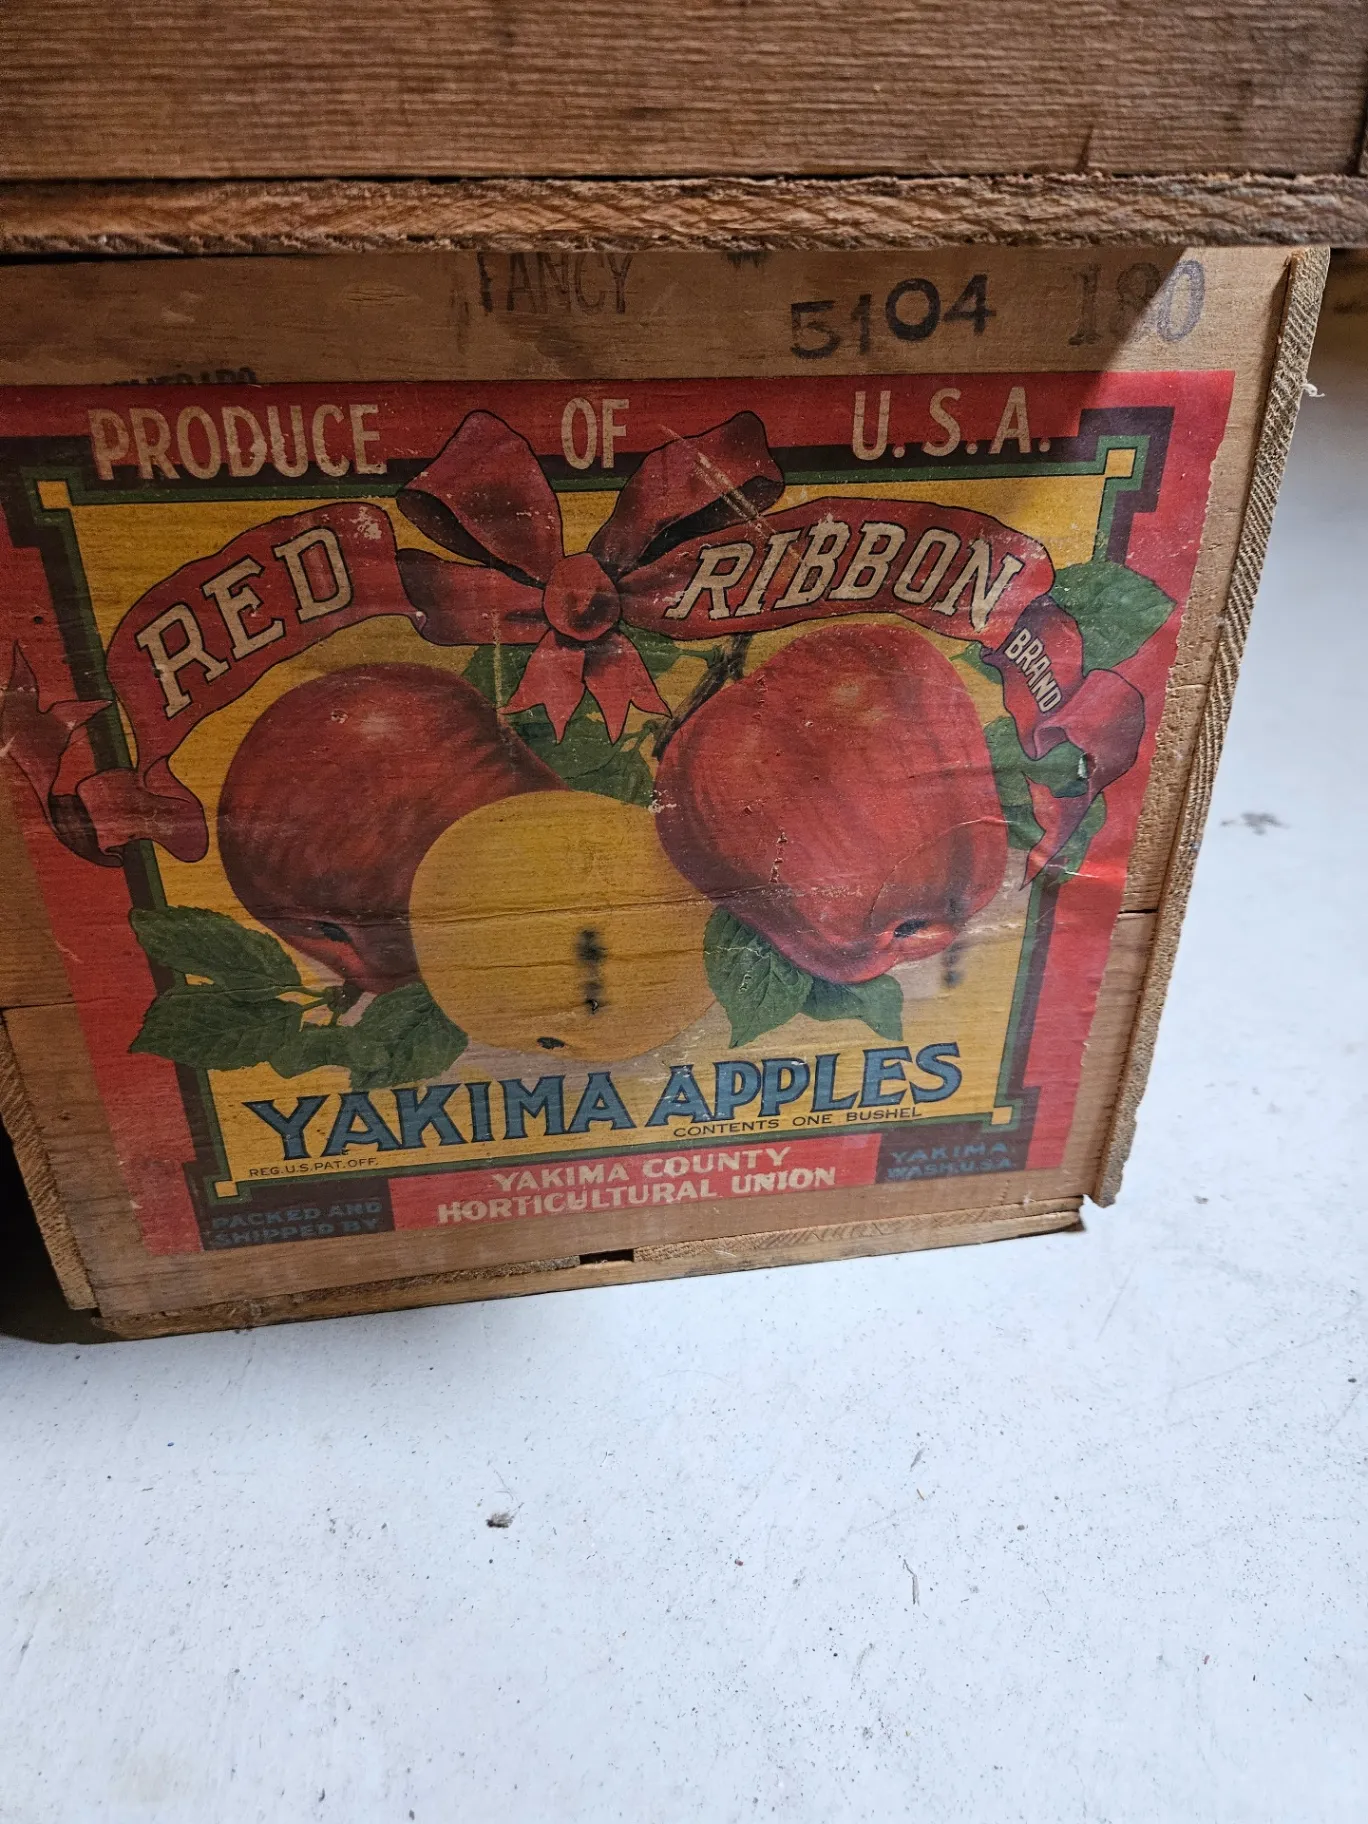 FANCY
5104 180
PRODUCE OF U.S.A.
RED RIBBON
BRAND
YAKIMA APPLES
CONTENTS ONE BUSHEL
REG.U.S.PAT.OFF.
PACKED AND
SHIPPED BY
YAKIMA COUNTY
HORTICULTURAL UNION
YAKIMA
WASH.U.S.A.